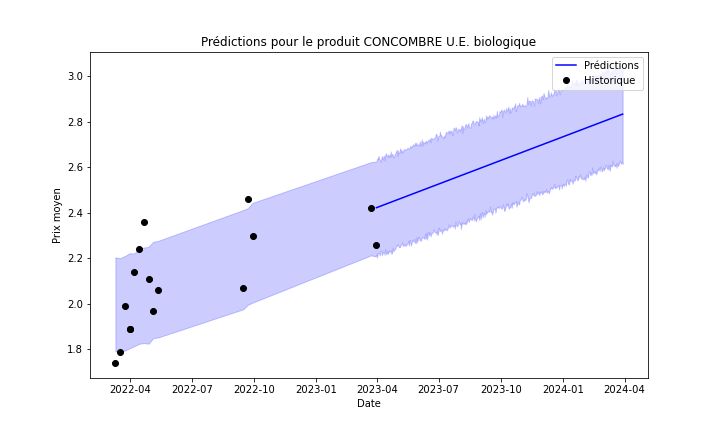 Prédictions pour le produit CONCOMBRE U.E. biologique
Prédictions
Historique
3.0
2.8
2.6
2.4
2.2
2.0
1.8
Prix moyen
2022-04 2022-07 2022-10 2023-01 2023-04 2023-07 2023-10 2024-01 2024-04
Date